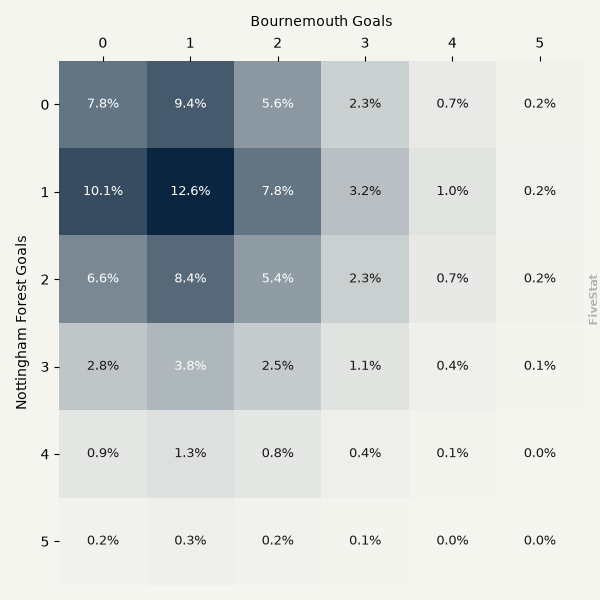 Bournemouth Goals
0 1 2 3 4 5
0 7.8% 9.4% 5.6% 2.3% 0.7% 0.2%
1 10.1% 12.6% 7.8% 3.2% 1.0% 0.2%
2 6.6% 8.4% 5.4% 2.3% 0.7% 0.2%
3 2.8% 3.8% 2.5% 1.1% 0.4% 0.1%
4 0.9% 1.3% 0.8% 0.4% 0.1% 0.0%
5 0.2% 0.3% 0.2% 0.1% 0.0% 0.0%
Nottingham Forest Goals
FiveStat